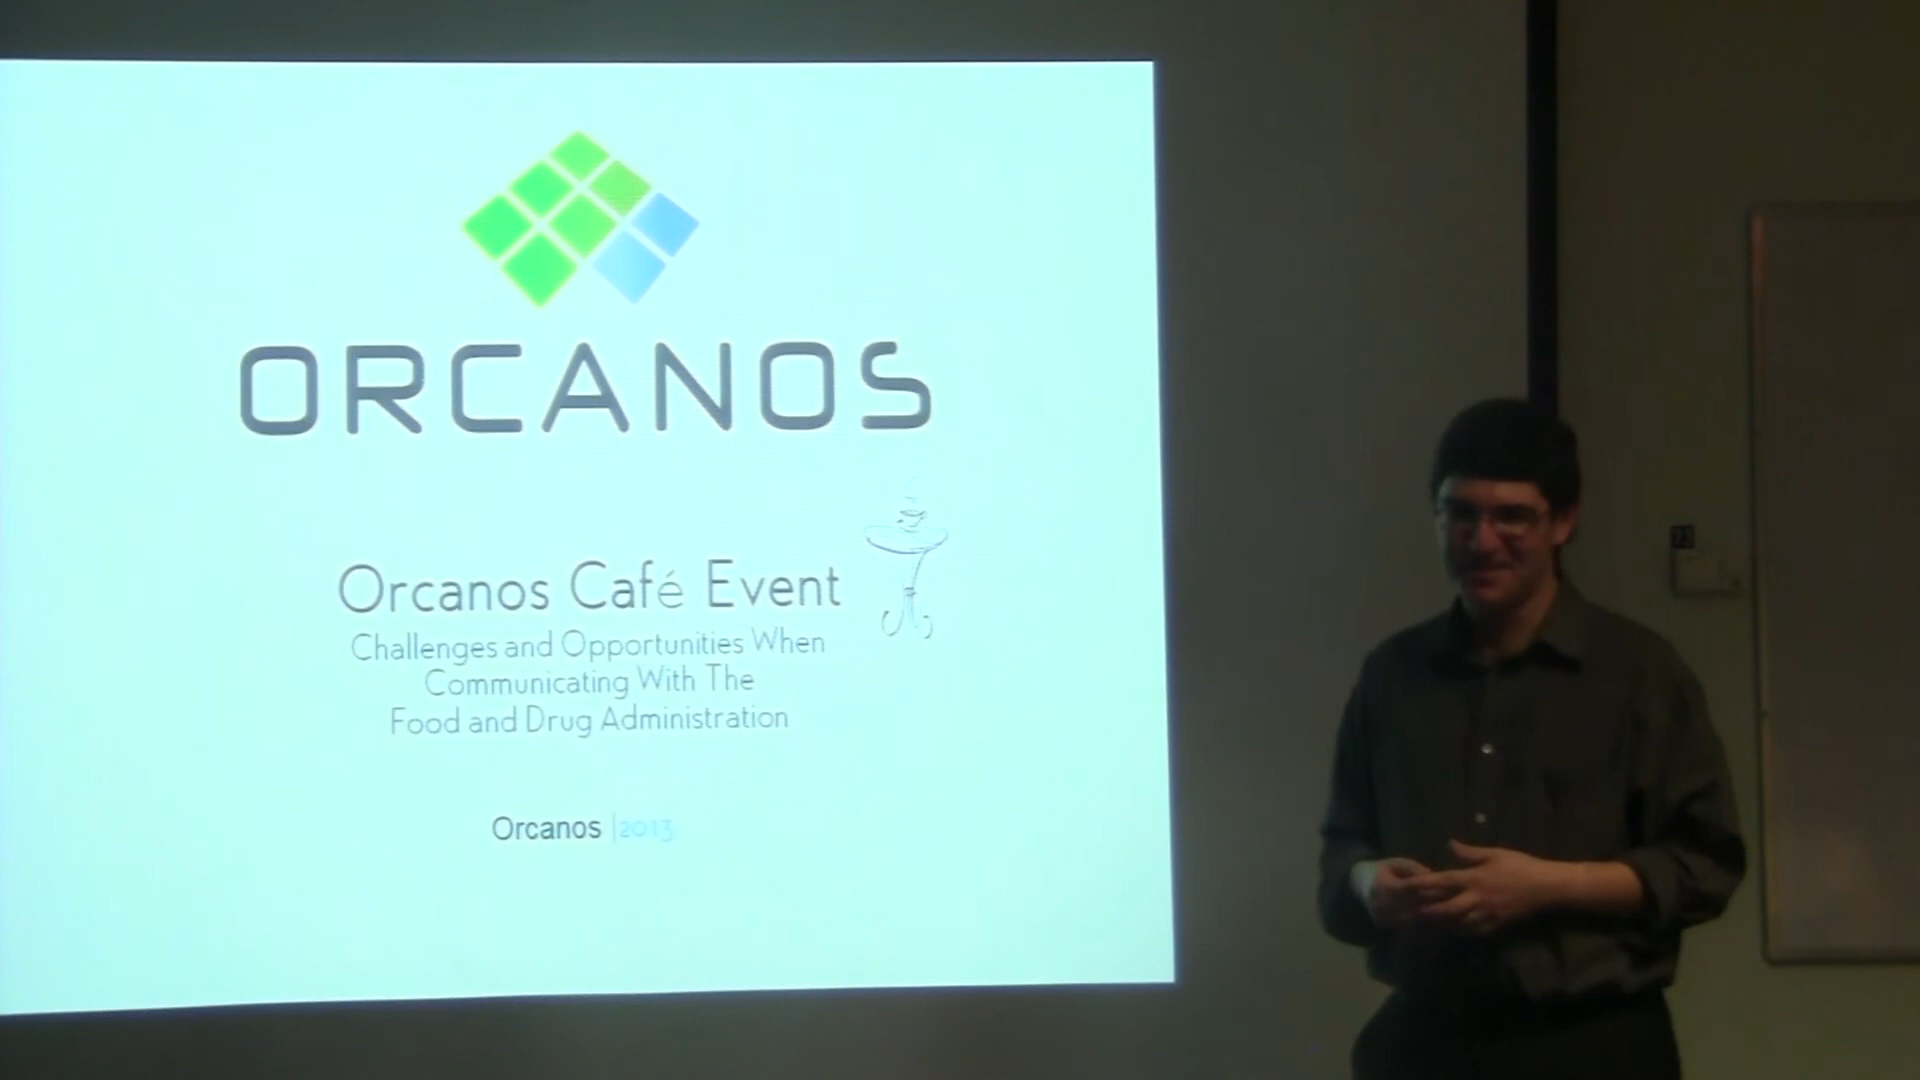 ORCANOS
Orcanos Café Event
Challenges and Opportunities When
Communicating With The
Food and Drug Administration
Orcanos |2013